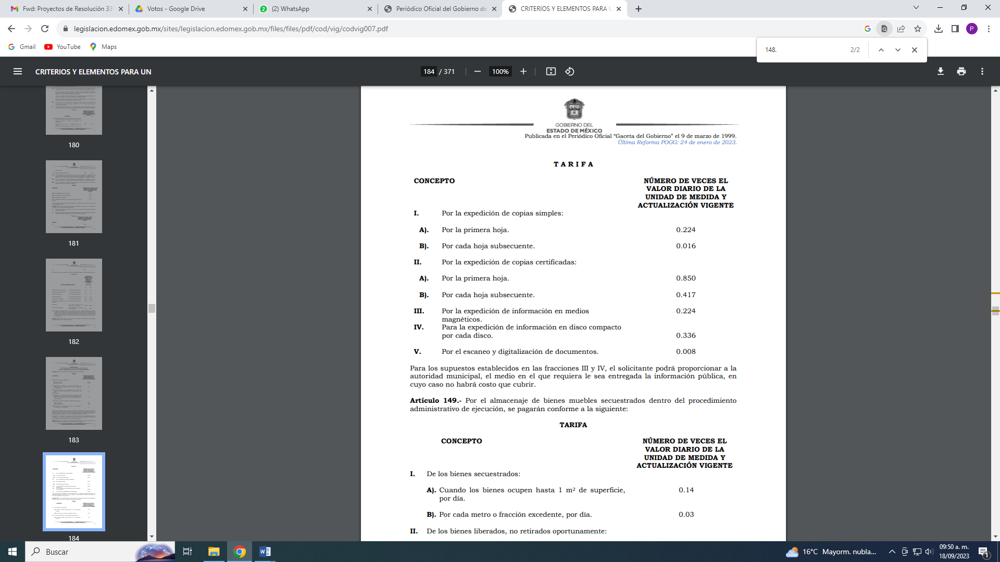 Fwd: Proyectos de Resolución 33
Votos - Google Drive
(2) WhatsApp
Periódico Oficial del Gobierno de
CRITERIOS Y ELEMENTOS PARA U
legislacion.edomex.gob.mx/sites/legislacion.edomex.gob.mx/files/files/pdf/cod/vig/codvig007.pdf
P
Gmail
YouTube
Maps
148.
2/2
CRITERIOS Y ELEMENTOS PARA UN
184 / 371
100%
180
181
182
183
184
GOBIERNO DEL
ESTADO DE MÉXICO
Publicada en el Periódico Oficial “Gaceta del Gobierno” el 9 de marzo de 1999.
Última Reforma POGG: 24 de enero de 2023.
T A R I F A
CONCEPTO
NÚMERO DE VECES EL
VALOR DIARIO DE LA
UNIDAD DE MEDIDA Y
ACTUALIZACIÓN VIGENTE
I. Por la expedición de copias simples:
A). Por la primera hoja. 0.224
B). Por cada hoja subsecuente. 0.016
II. Por la expedición de copias certificadas:
A). Por la primera hoja. 0.850
B). Por cada hoja subsecuente. 0.417
III. Por la expedición de información en medios 0.224
magnéticos.
IV. Para la expedición de información en disco compacto
por cada disco. 0.336
V. Por el escaneo y digitalización de documentos. 0.008
Para los supuestos establecidos en las fracciones III y IV, el solicitante podrá proporcionar a la
autoridad municipal, el medio en el que requiera le sea entregada la información pública, en
cuyo caso no habrá costo que cubrir.
Artículo 149.- Por el almacenaje de bienes muebles secuestrados dentro del procedimiento
administrativo de ejecución, se pagarán conforme a la siguiente:
TARIFA
CONCEPTO
NÚMERO DE VECES EL
VALOR DIARIO DE LA
UNIDAD DE MEDIDA Y
ACTUALIZACIÓN VIGENTE
I. De los bienes secuestrados:
A). Cuando los bienes ocupen hasta 1 m² de superficie, 0.14
por día.
B). Por cada metro o fracción excedente, por día. 0.03
II. De los bienes liberados, no retirados oportunamente:
Buscar
16°C Mayorm. nubla...
09:50 a. m.
18/09/2023
1